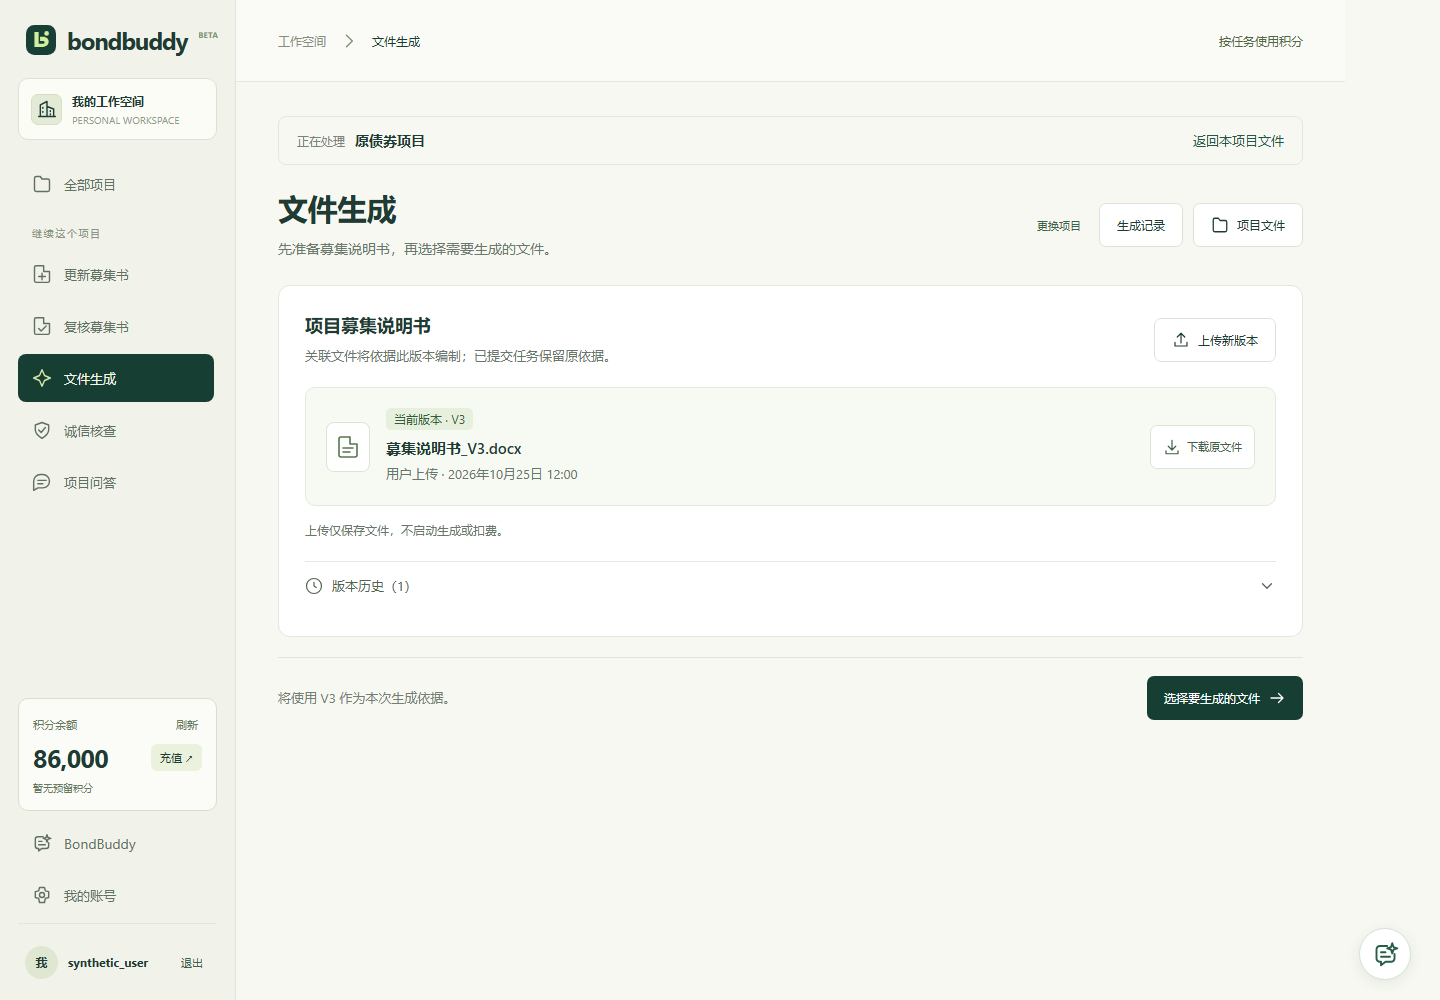 bondbuddy BETA
我的工作空间
PERSONAL WORKSPACE
全部项目
继续这个项目
更新募集书
复核募集书
文件生成
诚信核查
项目问答
积分余额 刷新
86,000 充值 ↗
暂无预留积分
BondBuddy
我的账号
我 synthetic_user 退出
工作空间 文件生成 按任务使用积分
正在处理 原债券项目 返回本项目文件
文件生成
先准备募集说明书，再选择需要生成的文件。
更换项目 生成记录 项目文件
项目募集说明书
关联文件将依据此版本编制；已提交任务保留原依据。
上传新版本
当前版本 · V3
募集说明书_V3.docx
用户上传 · 2026年10月25日 12:00
下载原文件
上传仅保存文件，不启动生成或扣费。
版本历史（1）
将使用 V3 作为本次生成依据。
选择要生成的文件